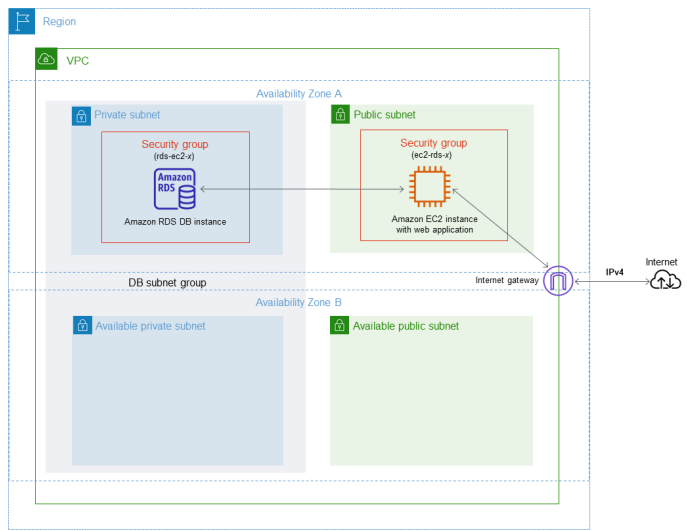 Region
VPC
Availability Zone A
Private subnet
Public subnet
Security group
(rds-ec2-x)
Amazon
RDS
Amazon RDS DB instance
Security group
(ec2-rds-x)
Amazon EC2 instance
with web application
DB subnet group
Internet gateway
IPv4
Internet
Availability Zone B
Available private subnet
Available public subnet